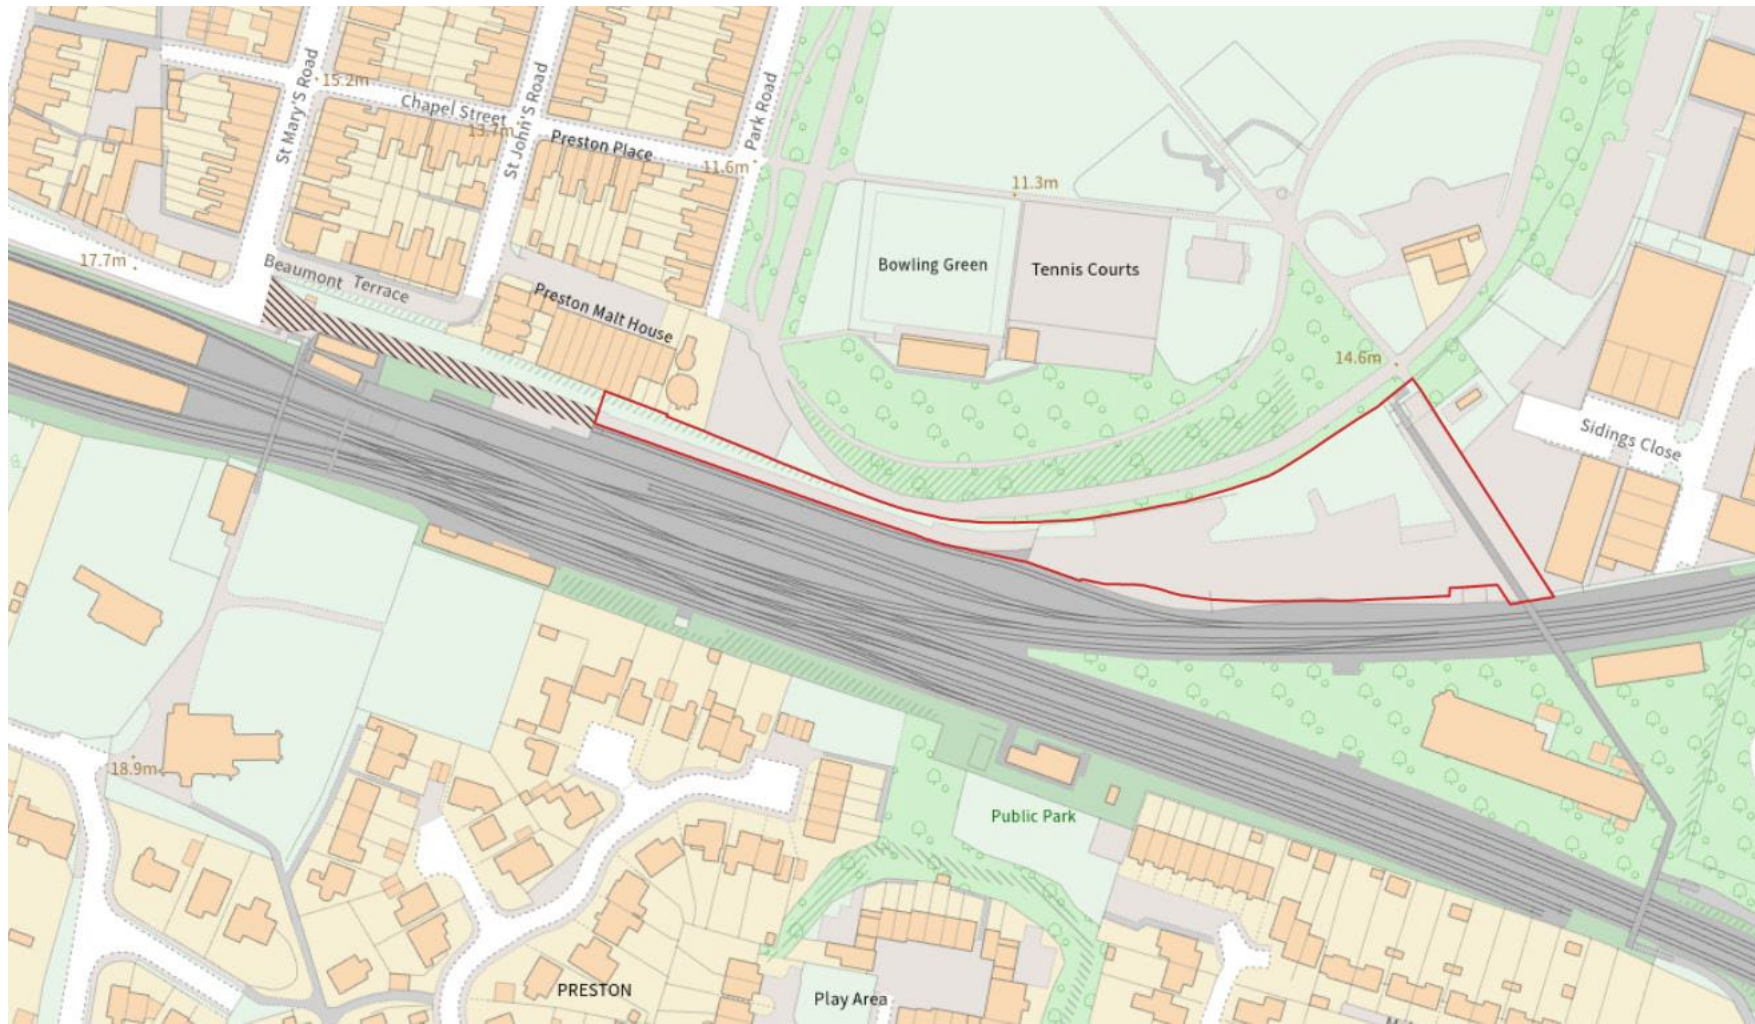 15.2m
St Mary'S Road
Chapel Street
13.7m
St John'S Road
Preston Place
Park Road
11.6m
11.3m
17.7m
Beaumont Terrace
Bowling Green
Tennis Courts
Preston Malt House
14.6m
Sidings Close
18.9m
Public Park
PRESTON
Play Area